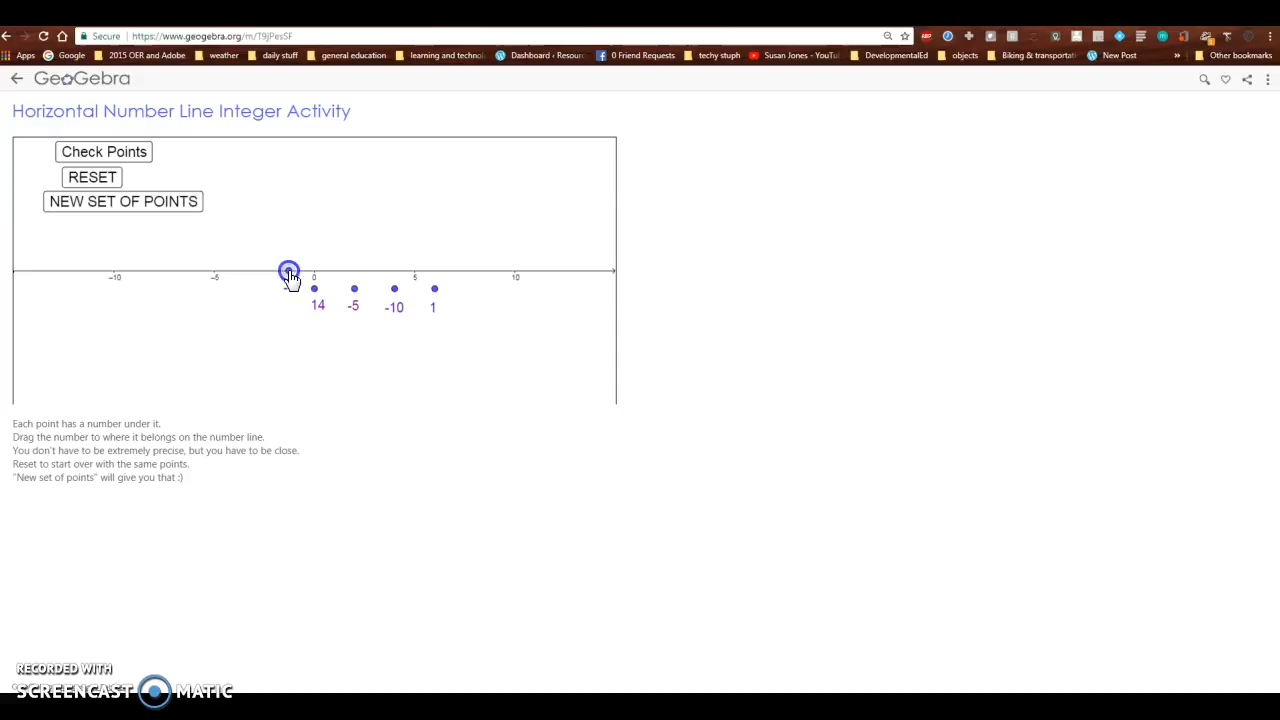 Secure https://www.geogebra.org/m/T9jPesSF
Apps Google 2015 OER and Adobe weather daily stuff general education learning and technol Dashboard ‹ Resour 0 Friend Requests techy stuph Susan Jones - YouTu DevelopmentalEd objects Biking & transportati New Post » Other bookmarks
GeoGebra
Horizontal Number Line Integer Activity
Check Points
RESET
NEW SET OF POINTS
-10 -5 0 5 10
14 -5 -10 1
Each point has a number under it.
Drag the number to where it belongs on the number line.
You don't have to be extremely precise, but you have to be close.
Reset to start over with the same points.
"New set of points" will give you that :)
RECORDED WITH
SCREENCAST MATIC